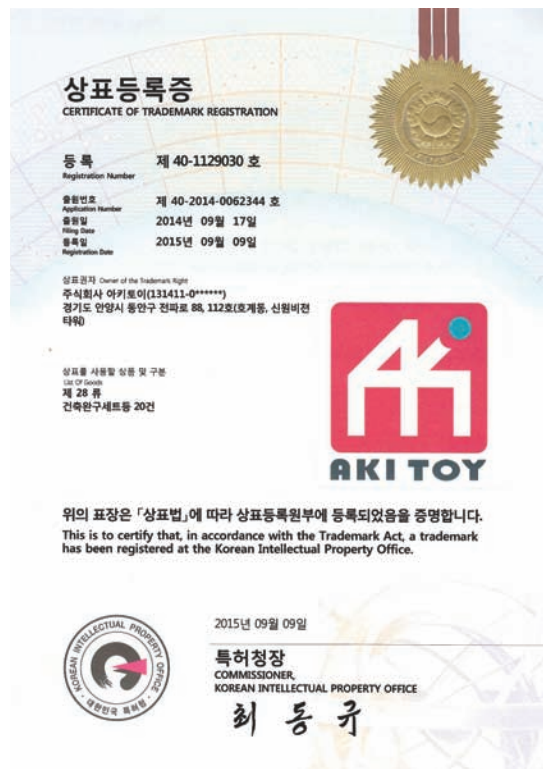 상표등록증
CERTIFICATE OF TRADEMARK REGISTRATION
등 록 제 40-1129030 호
Registration Number
출원번호 제 40-2014-0062344 호
Application Number
출원일 2014년 09월 17일
Filing Date
등록일 2015년 09월 09일
Registration Date
상표권자 Owner of the Trademark Right
주식회사 아키토이(131411-0******)
경기도 안양시 동안구 전파로 88, 112호(호계동, 신원비전
타워)
상표를 사용할 상품 및 구분
List Of Goods
제 28 류
건축완구세트등 20건
AKI TOY
위의 표장은 「상표법」에 따라 상표등록원부에 등록되었음을 증명합니다.
This is to certify that, in accordance with the Trademark Act, a trademark
has been registered at the Korean Intellectual Property Office.
2015년 09월 09일
특허청장
COMMISSIONER,
KOREAN INTELLECTUAL PROPERTY OFFICE
최 동 규
KOREAN INTELLECTUAL PROPERTY OFFICE
대한민국 특허청